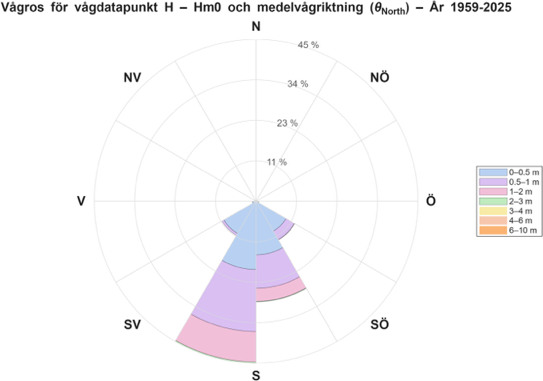 Vågros för vågdatapunkt H – Hm0 och medelvågriktning (θNorth) – År 1959-2025
N
45 %
NV
NÖ
34 %
23 %
11 %
0–0.5 m
0.5–1 m
1–2 m
2–3 m
3–4 m
4–6 m
6–10 m
V
Ö
SV
SÖ
S